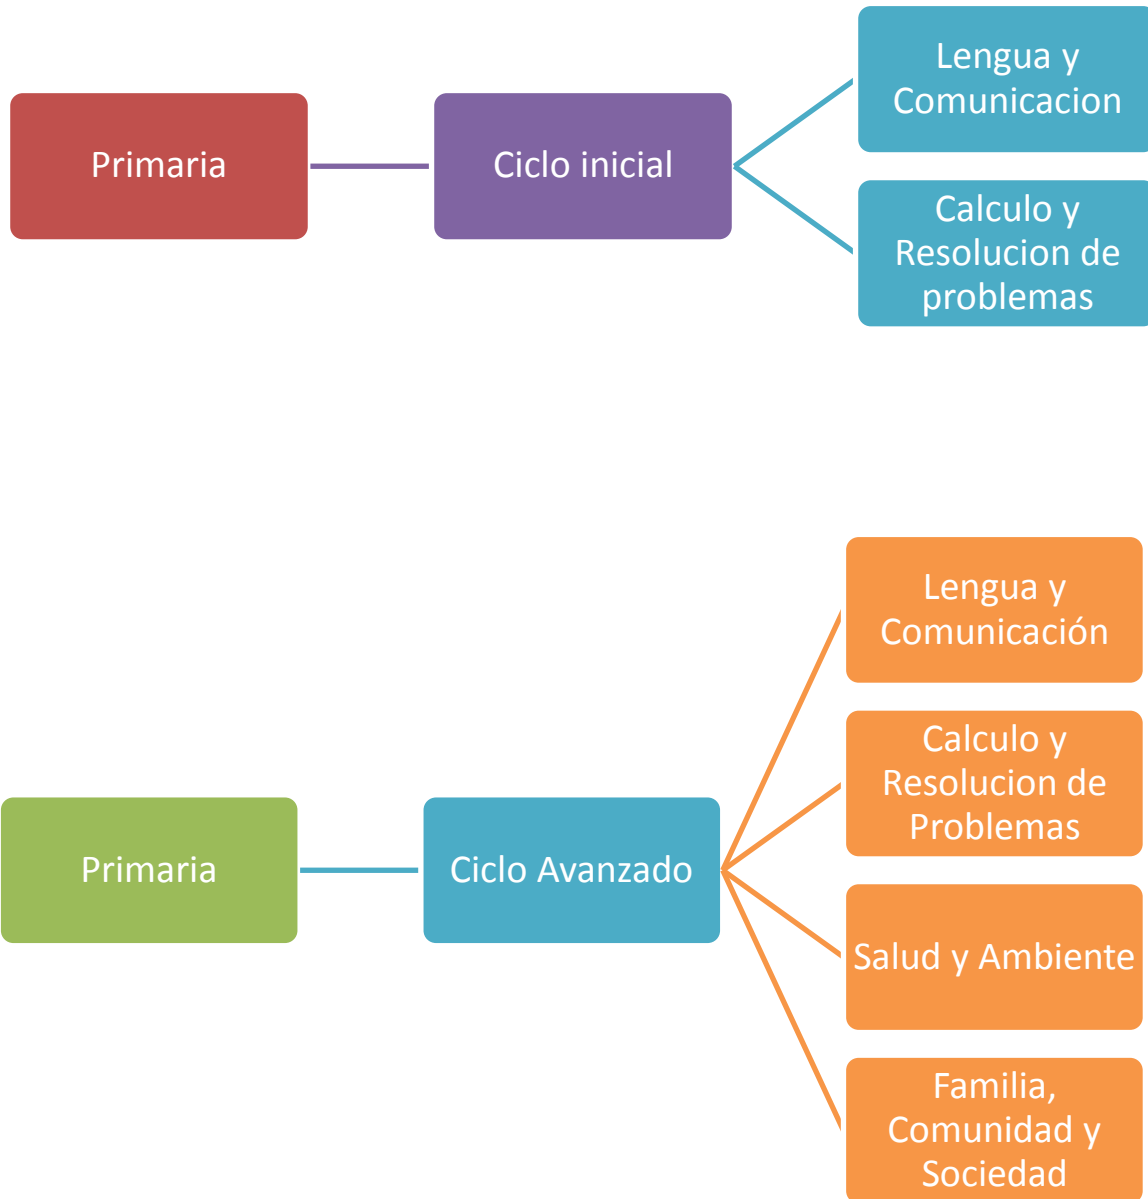 Primaria
Ciclo inicial
Lengua y
Comunicacion
Calculo y
Resolucion de
problemas
Primaria
Ciclo Avanzado
Lengua y
Comunicación
Calculo y
Resolucion de
Problemas
Salud y Ambiente
Familia,
Comunidad y
Sociedad